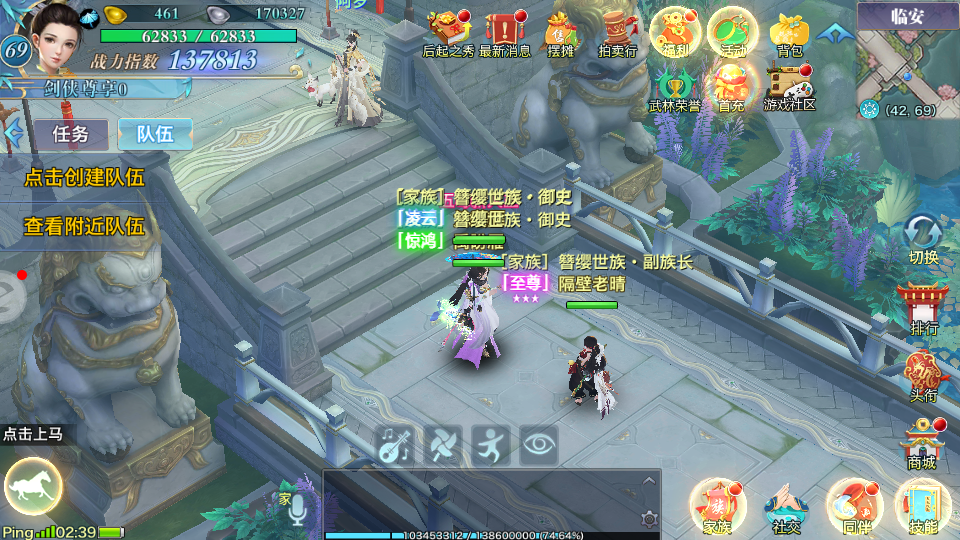 461
170327
62833 / 62833
69
战力指数 137813
剑侠尊享0
任务
队伍
点击创建队伍
查看附近队伍
后起之秀
最新消息
摆摊
拍卖行
福利
活动
背包
武林荣誉
首充
游戏社区
临安
(42, 69)
[家族] 簪缨世族·御史
[凌云] 簪缨世族·御史
[惊鸿]
[家族] 簪缨世族·副族长
[至尊] 隔壁老晴
切换
排行
头衔
商城
点击上马
家
Ping
02:39
103453312 / 138600000 (74.64%)
家族
社交
同伴
技能